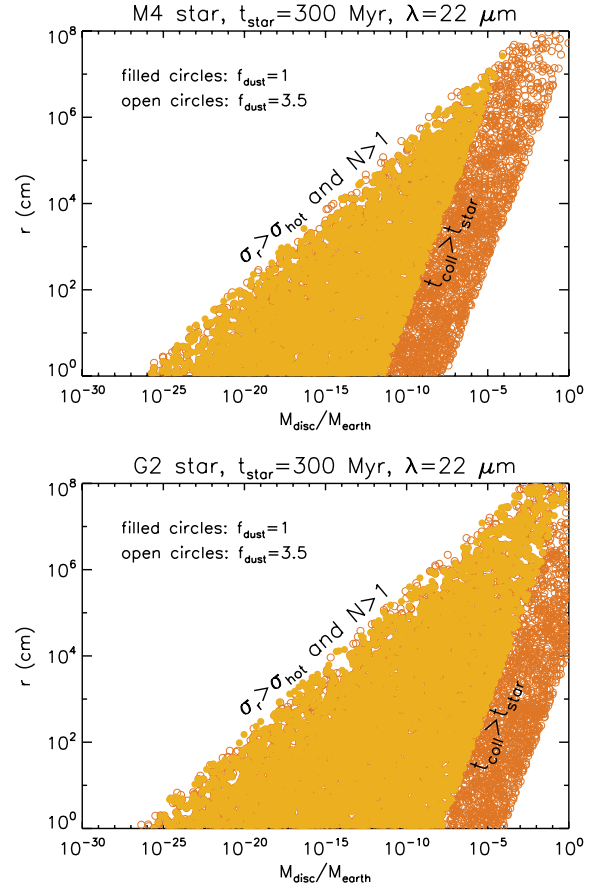 M4 star, t_star=300 Myr, λ=22 μm
filled circles: f_dust=1
open circles: f_dust=3.5
σ_r>σ_hot and N>1
t_coll>t_star
r (cm)
10^8
10^6
10^4
10^2
10^0
10^-30 10^-25 10^-20 10^-15 10^-10 10^-5 10^0
M_disc/M_earth
G2 star, t_star=300 Myr, λ=22 μm
filled circles: f_dust=1
open circles: f_dust=3.5
σ_r>σ_hot and N>1
t_coll>t_star
r (cm)
10^8
10^6
10^4
10^2
10^0
10^-30 10^-25 10^-20 10^-15 10^-10 10^-5 10^0
M_disc/M_earth